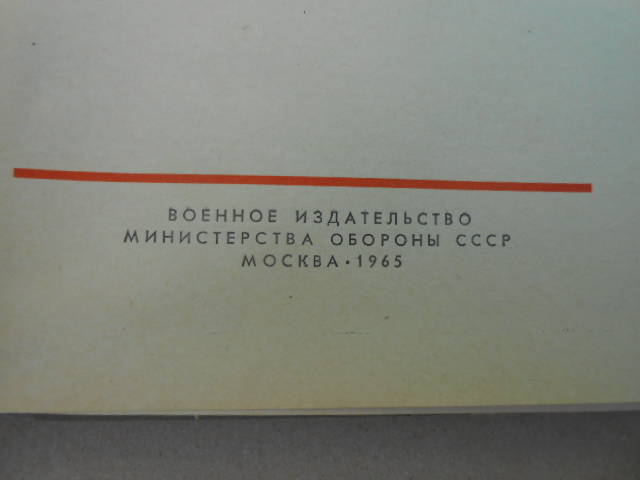 ВОЕННОЕ ИЗДАТЕЛЬСТВО
МИНИСТЕРСТВА ОБОРОНЫ СССР
МОСКВА • 1965